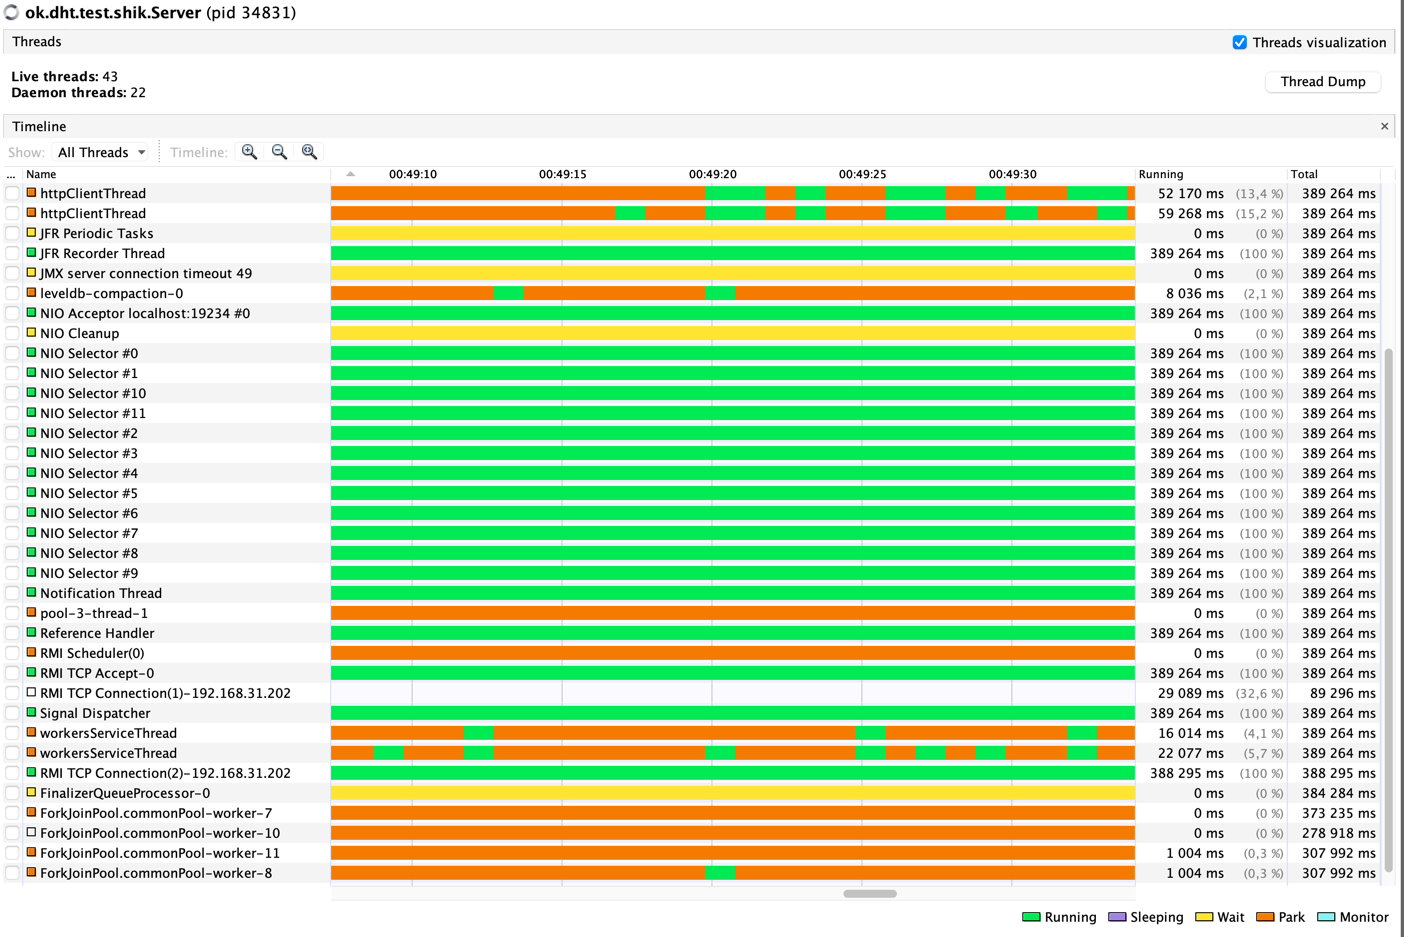 ok.dht.test.shik.Server (pid 34831)
Threads
Threads visualization
Live threads: 43
Daemon threads: 22
Thread Dump
Timeline
Show: All Threads Timeline:
... Name 00:49:10 00:49:15 00:49:20 00:49:25 00:49:30 Running Total
httpClientThread 52 170 ms (13,4 %) 389 264 ms
httpClientThread 59 268 ms (15,2 %) 389 264 ms
JFR Periodic Tasks 0 ms (0 %) 389 264 ms
JFR Recorder Thread 389 264 ms (100 %) 389 264 ms
JMX server connection timeout 49 0 ms (0 %) 389 264 ms
leveldb-compaction-0 8 036 ms (2,1 %) 389 264 ms
NIO Acceptor localhost:19234 #0 389 264 ms (100 %) 389 264 ms
NIO Cleanup 0 ms (0 %) 389 264 ms
NIO Selector #0 389 264 ms (100 %) 389 264 ms
NIO Selector #1 389 264 ms (100 %) 389 264 ms
NIO Selector #10 389 264 ms (100 %) 389 264 ms
NIO Selector #11 389 264 ms (100 %) 389 264 ms
NIO Selector #2 389 264 ms (100 %) 389 264 ms
NIO Selector #3 389 264 ms (100 %) 389 264 ms
NIO Selector #4 389 264 ms (100 %) 389 264 ms
NIO Selector #5 389 264 ms (100 %) 389 264 ms
NIO Selector #6 389 264 ms (100 %) 389 264 ms
NIO Selector #7 389 264 ms (100 %) 389 264 ms
NIO Selector #8 389 264 ms (100 %) 389 264 ms
NIO Selector #9 389 264 ms (100 %) 389 264 ms
Notification Thread 389 264 ms (100 %) 389 264 ms
pool-3-thread-1 0 ms (0 %) 389 264 ms
Reference Handler 389 264 ms (100 %) 389 264 ms
RMI Scheduler(0) 0 ms (0 %) 389 264 ms
RMI TCP Accept-0 389 264 ms (100 %) 389 264 ms
RMI TCP Connection(1)-192.168.31.202 29 089 ms (32,6 %) 89 296 ms
Signal Dispatcher 389 264 ms (100 %) 389 264 ms
workersServiceThread 16 014 ms (4,1 %) 389 264 ms
workersServiceThread 22 077 ms (5,7 %) 389 264 ms
RMI TCP Connection(2)-192.168.31.202 388 295 ms (100 %) 388 295 ms
FinalizerQueueProcessor-0 0 ms (0 %) 384 284 ms
ForkJoinPool.commonPool-worker-7 0 ms (0 %) 373 235 ms
ForkJoinPool.commonPool-worker-10 0 ms (0 %) 278 918 ms
ForkJoinPool.commonPool-worker-11 1 004 ms (0,3 %) 307 992 ms
ForkJoinPool.commonPool-worker-8 1 004 ms (0,3 %) 307 992 ms
Running Sleeping Wait Park Monitor